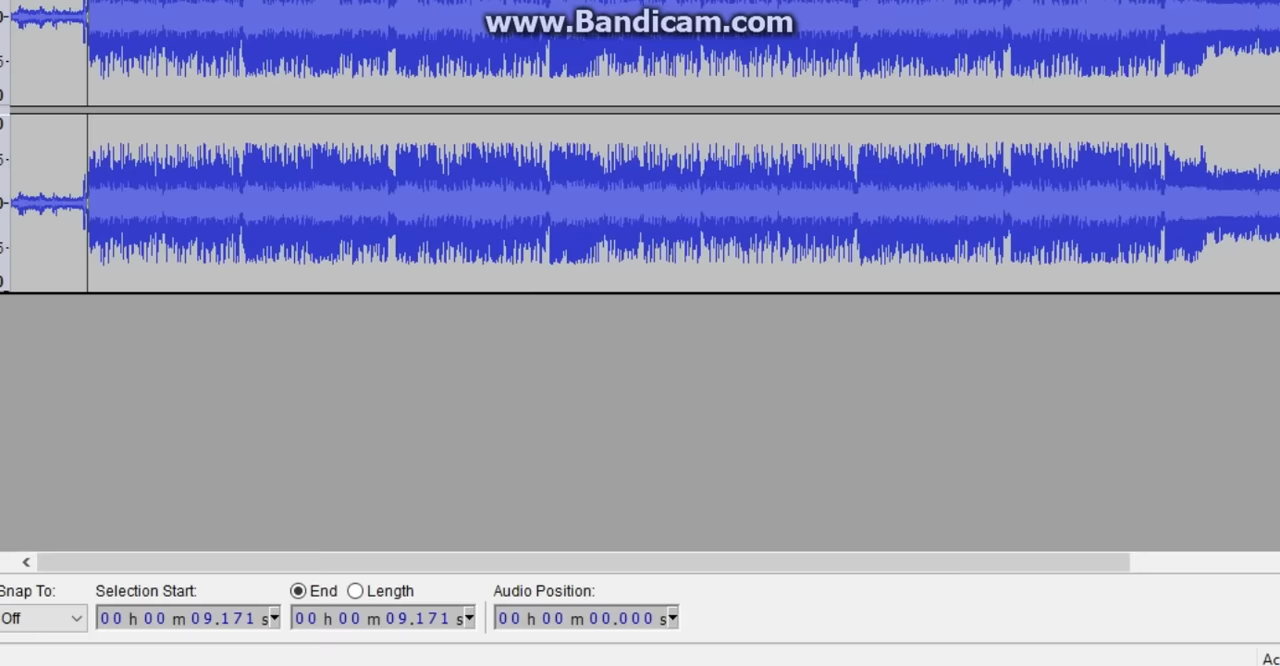 www.Bandicam.com
Snap To:
Selection Start:
End
Length
Audio Position:
Off
00 h 00 m 09.171 s
00 h 00 m 09.171 s
00 h 00 m 00.000 s